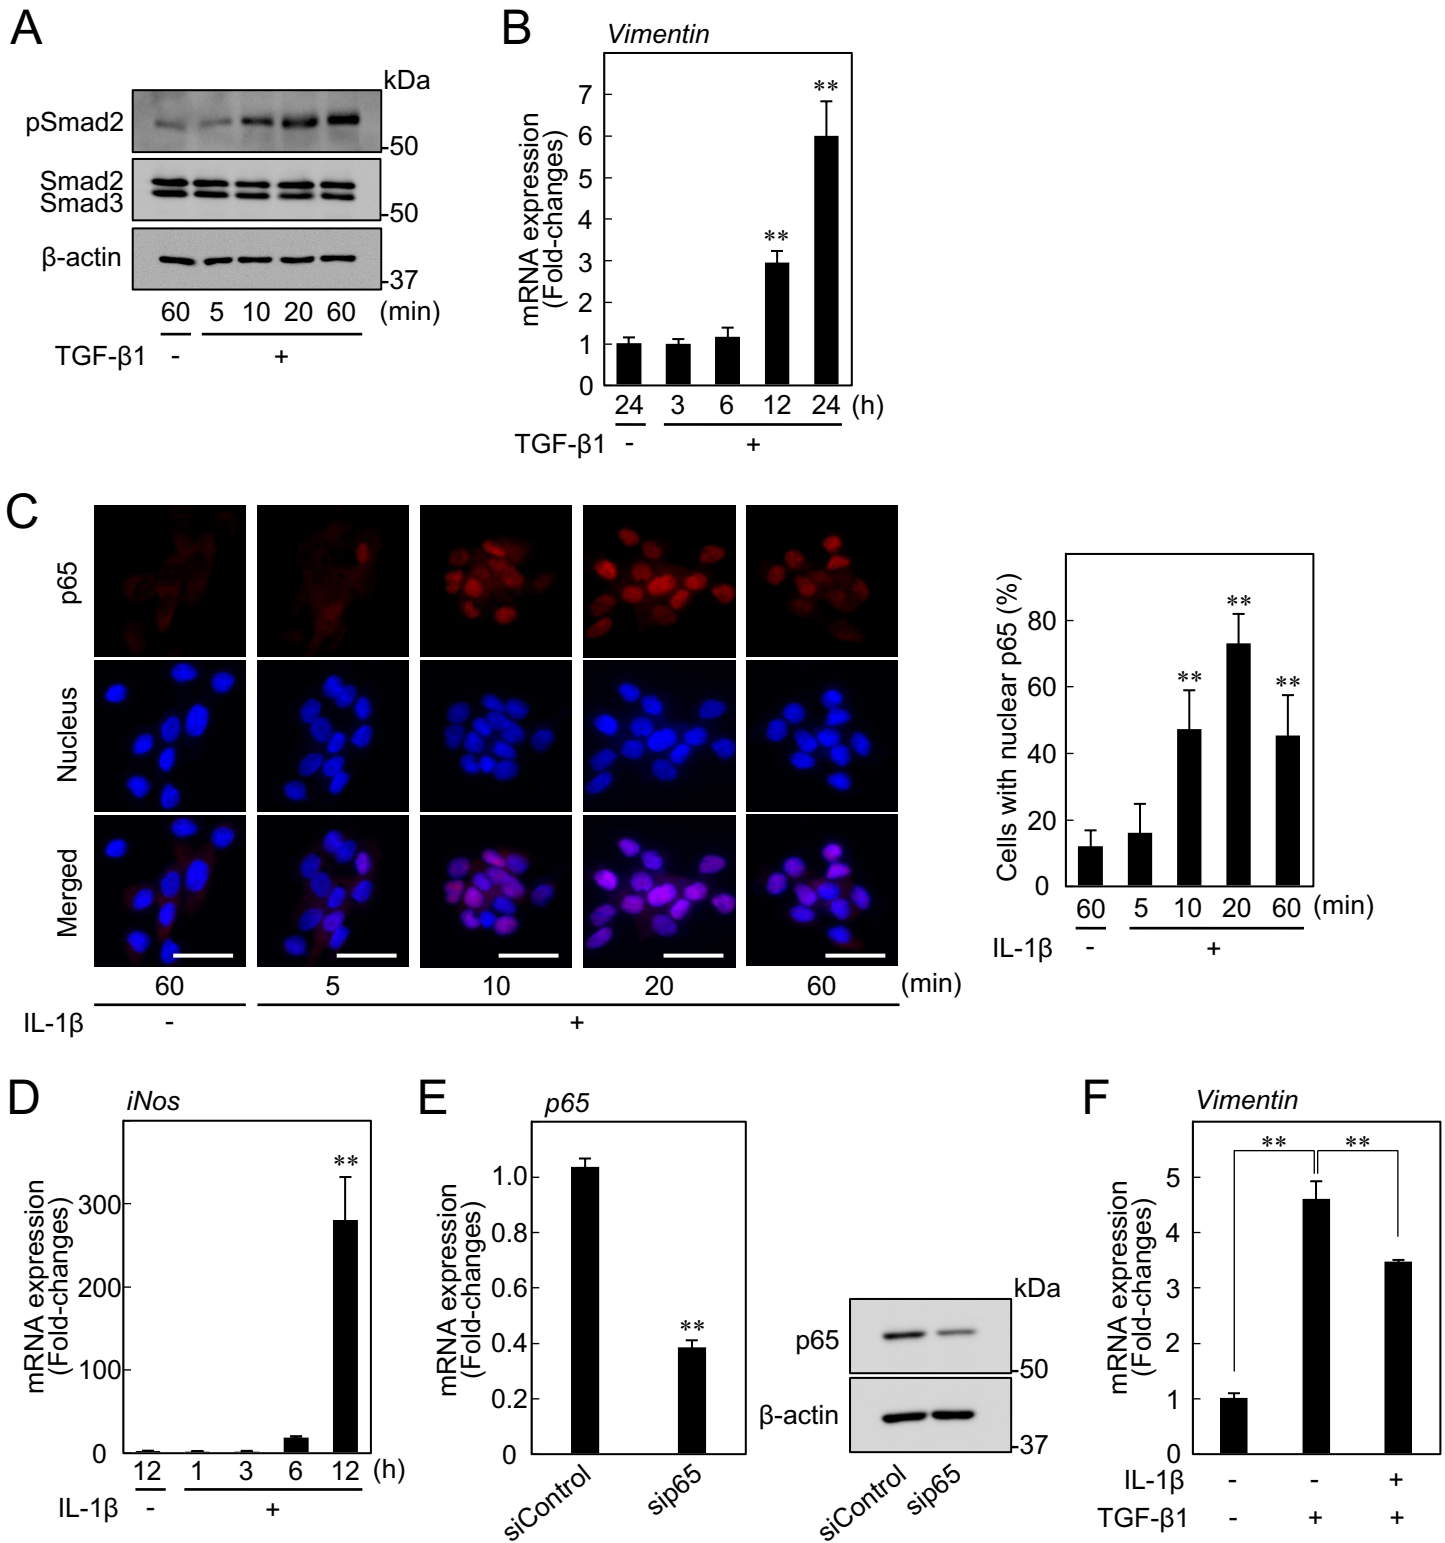 A
kDa
pSmad2
-50
Smad2
Smad3
-50
β-actin
-37
60 5 10 20 60 (min)
TGF-β1 - +
B
Vimentin
mRNA expression
(Fold-changes)
7
6
5
4
3
2
1
0
**
**
24 3 6 12 24 (h)
TGF-β1 - +
C
p65
Nucleus
Merged
60 5 10 20 60 (min)
IL-1β - +
Cells with nuclear p65 (%)
80
60
40
20
0
**
**
**
60 5 10 20 60 (min)
IL-1β - +
D
iNos
mRNA expression
(Fold-changes)
300
200
100
0
**
12 1 3 6 12 (h)
IL-1β - +
E
p65
mRNA expression
(Fold-changes)
1.0
0.8
0.6
0.4
0.2
0
**
siControl
sip65
kDa
p65
-50
β-actin
-37
siControl
sip65
F
Vimentin
mRNA expression
(Fold-changes)
5
4
3
2
1
0
** **
IL-1β - - +
TGF-β1 - + +